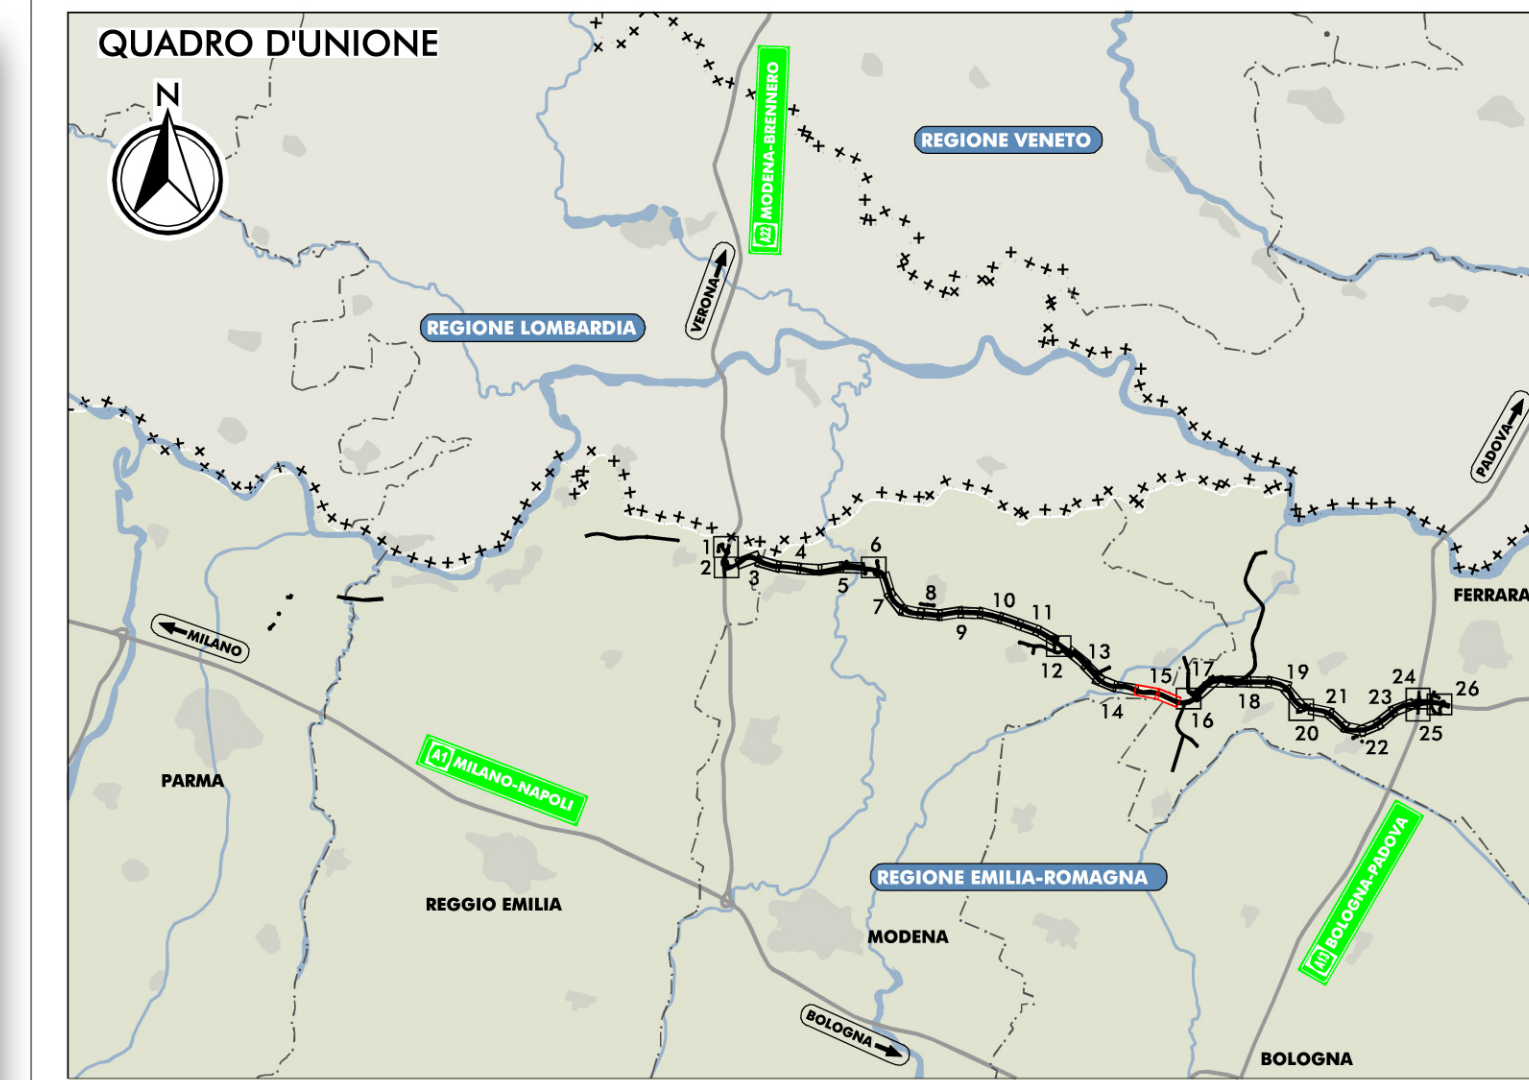 QUADRO D'UNIONE
N
A22 MODENA-BRENNERO
REGIONE VENETO
VERONA
REGIONE LOMBARDIA
PADOVA
1
2
3
4
5
6
7
8
9
10
11
12
13
14
15
16
17
18
19
20
21
22
23
24
25
26
FERRARA
MILANO
PARMA
A1 MILANO-NAPOLI
REGGIO EMILIA
REGIONE EMILIA-ROMAGNA
MODENA
A13 BOLOGNA-PADOVA
BOLOGNA
BOLOGNA